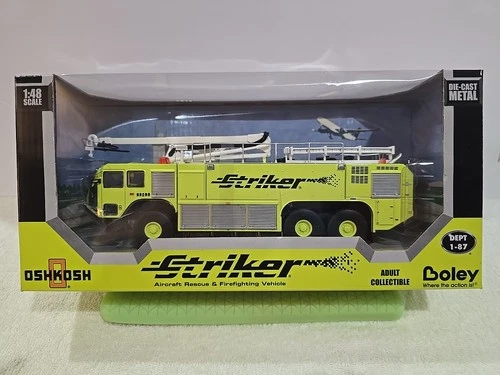 1:48
SCALE
DIE-CAST
METAL
Striker
OSHKOSH
Striker
Aircraft Rescue & Firefighting Vehicle
ADULT
COLLECTIBLE
DEPT
1-87
Boley
Where the action is!